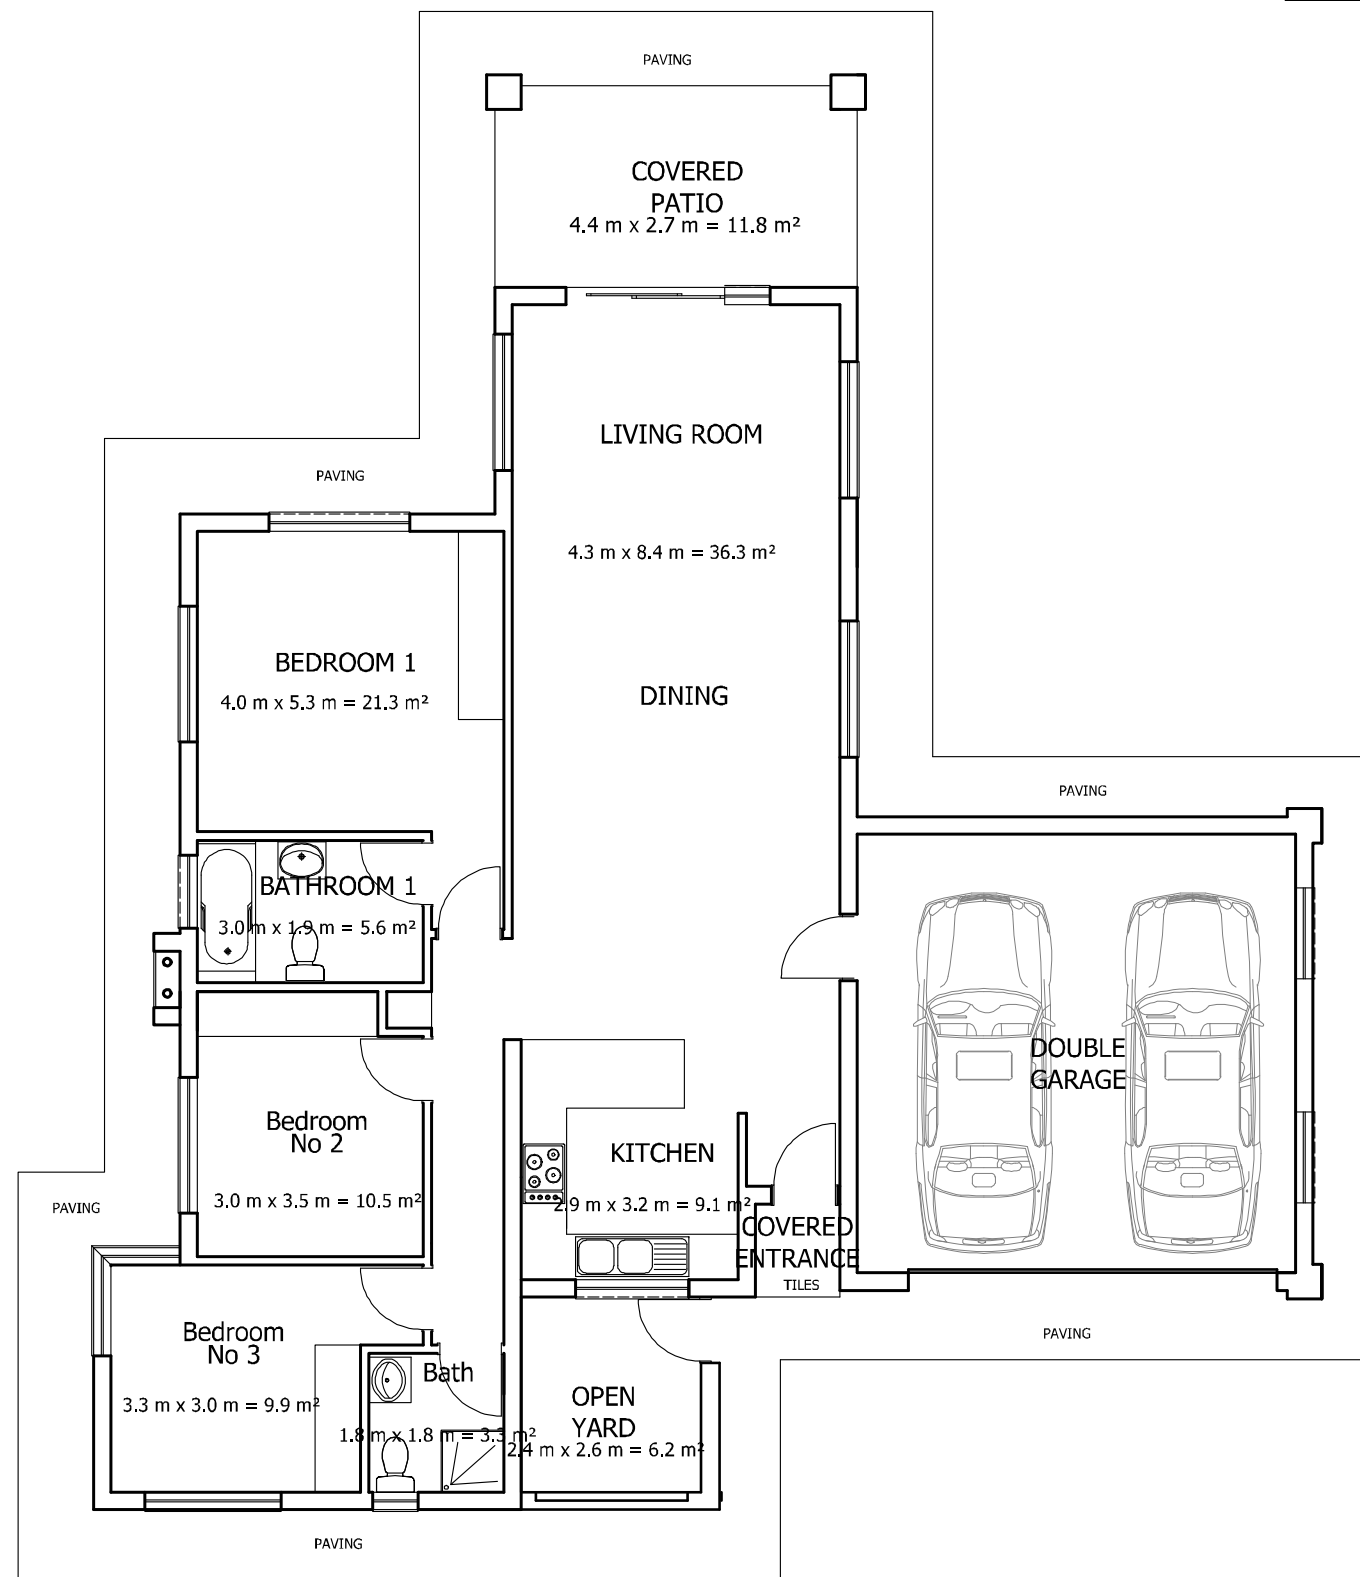 PAVING
COVERED
PATIO
4.4 m x 2.7 m = 11.8 m²
LIVING ROOM
PAVING
4.3 m x 8.4 m = 36.3 m²
BEDROOM 1
4.0 m x 5.3 m = 21.3 m²
DINING
PAVING
BATHROOM 1
3.0 m x 1.9 m = 5.6 m²
DOUBLE
GARAGE
Bedroom
No 2
3.0 m x 3.5 m = 10.5 m²
KITCHEN
2.9 m x 3.2 m = 9.1 m²
PAVING
COVERED
ENTRANCE
TILES
PAVING
Bedroom
No 3
3.3 m x 3.0 m = 9.9 m²
Bath
1.8 m x 1.8 m = 3.3 m²
OPEN
YARD
2.4 m x 2.6 m = 6.2 m²
PAVING